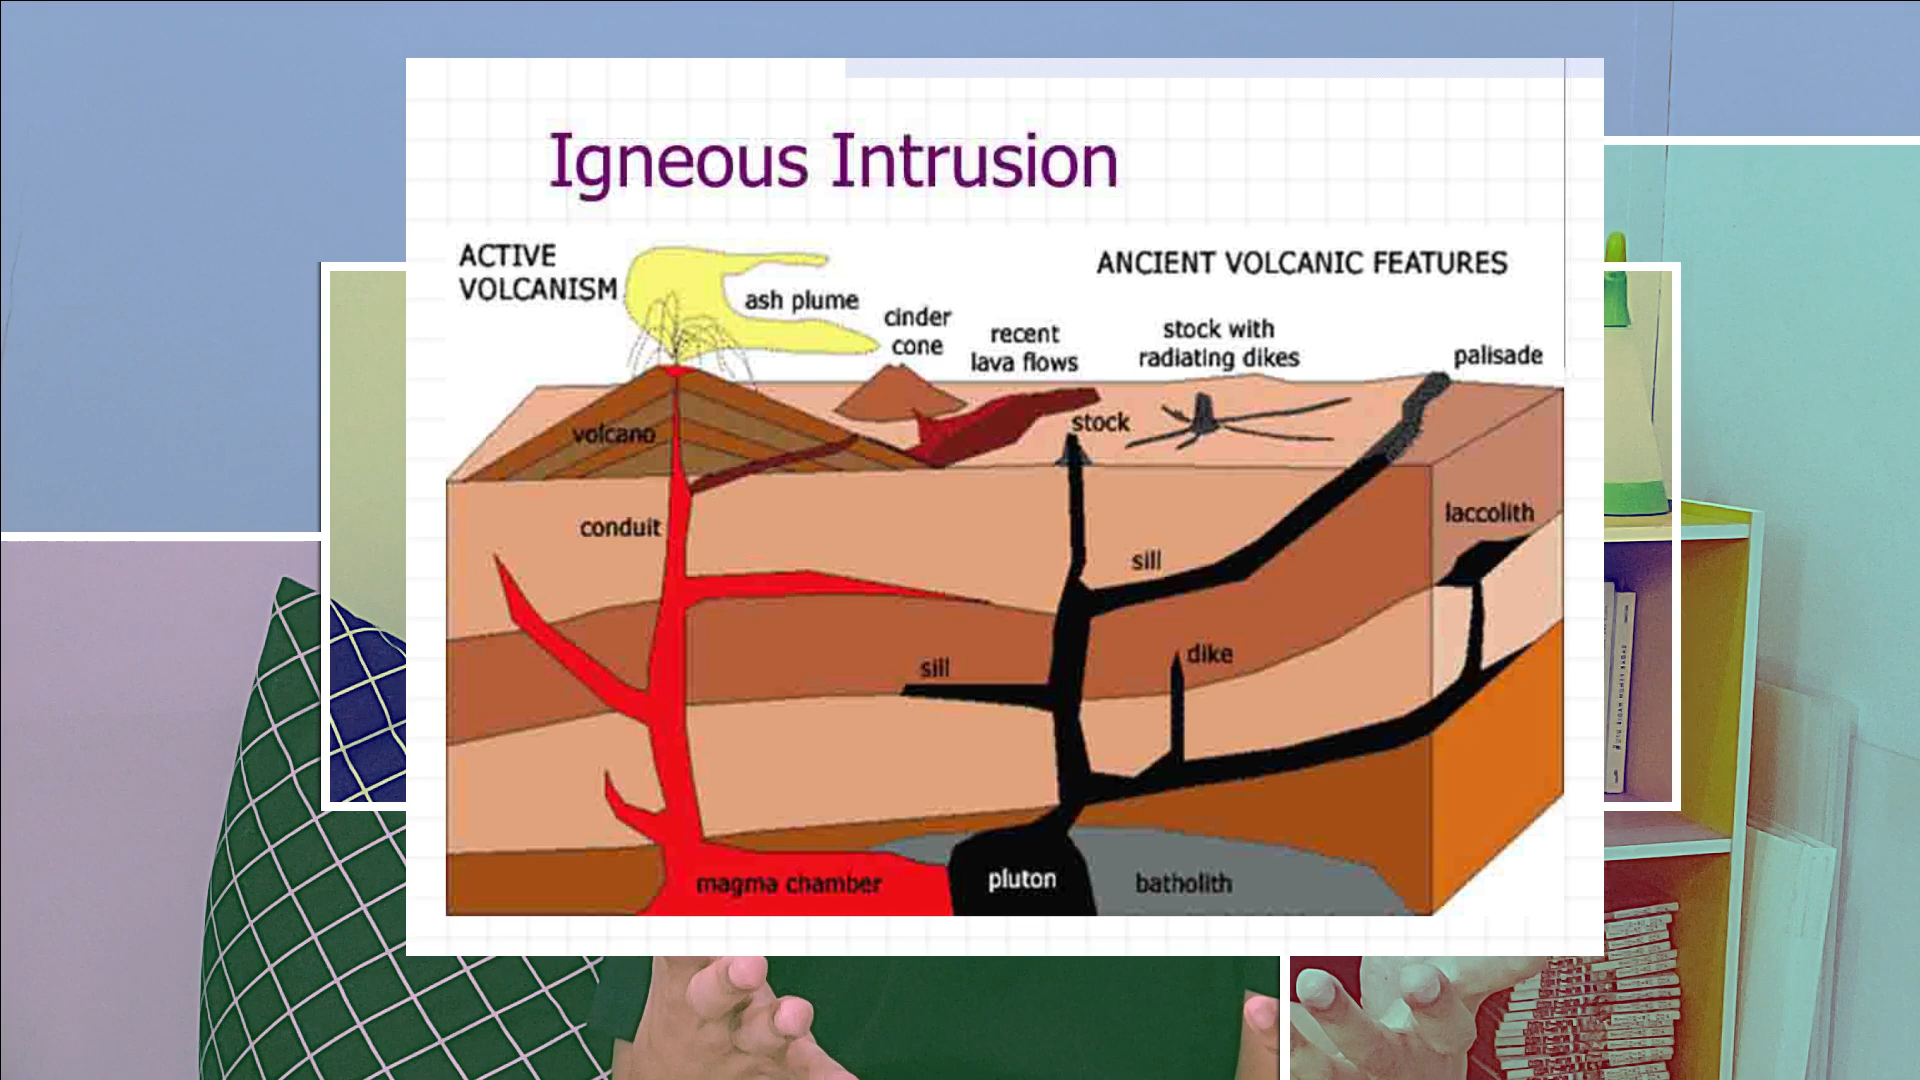 Igneous Intrusion
ACTIVE
VOLCANISM
ANCIENT VOLCANIC FEATURES
ash plume
cinder
cone
recent
lava flows
stock with
radiating dikes
palisade
volcano
stock
conduit
laccolith
sill
sill
dike
magma chamber
pluton
batholith